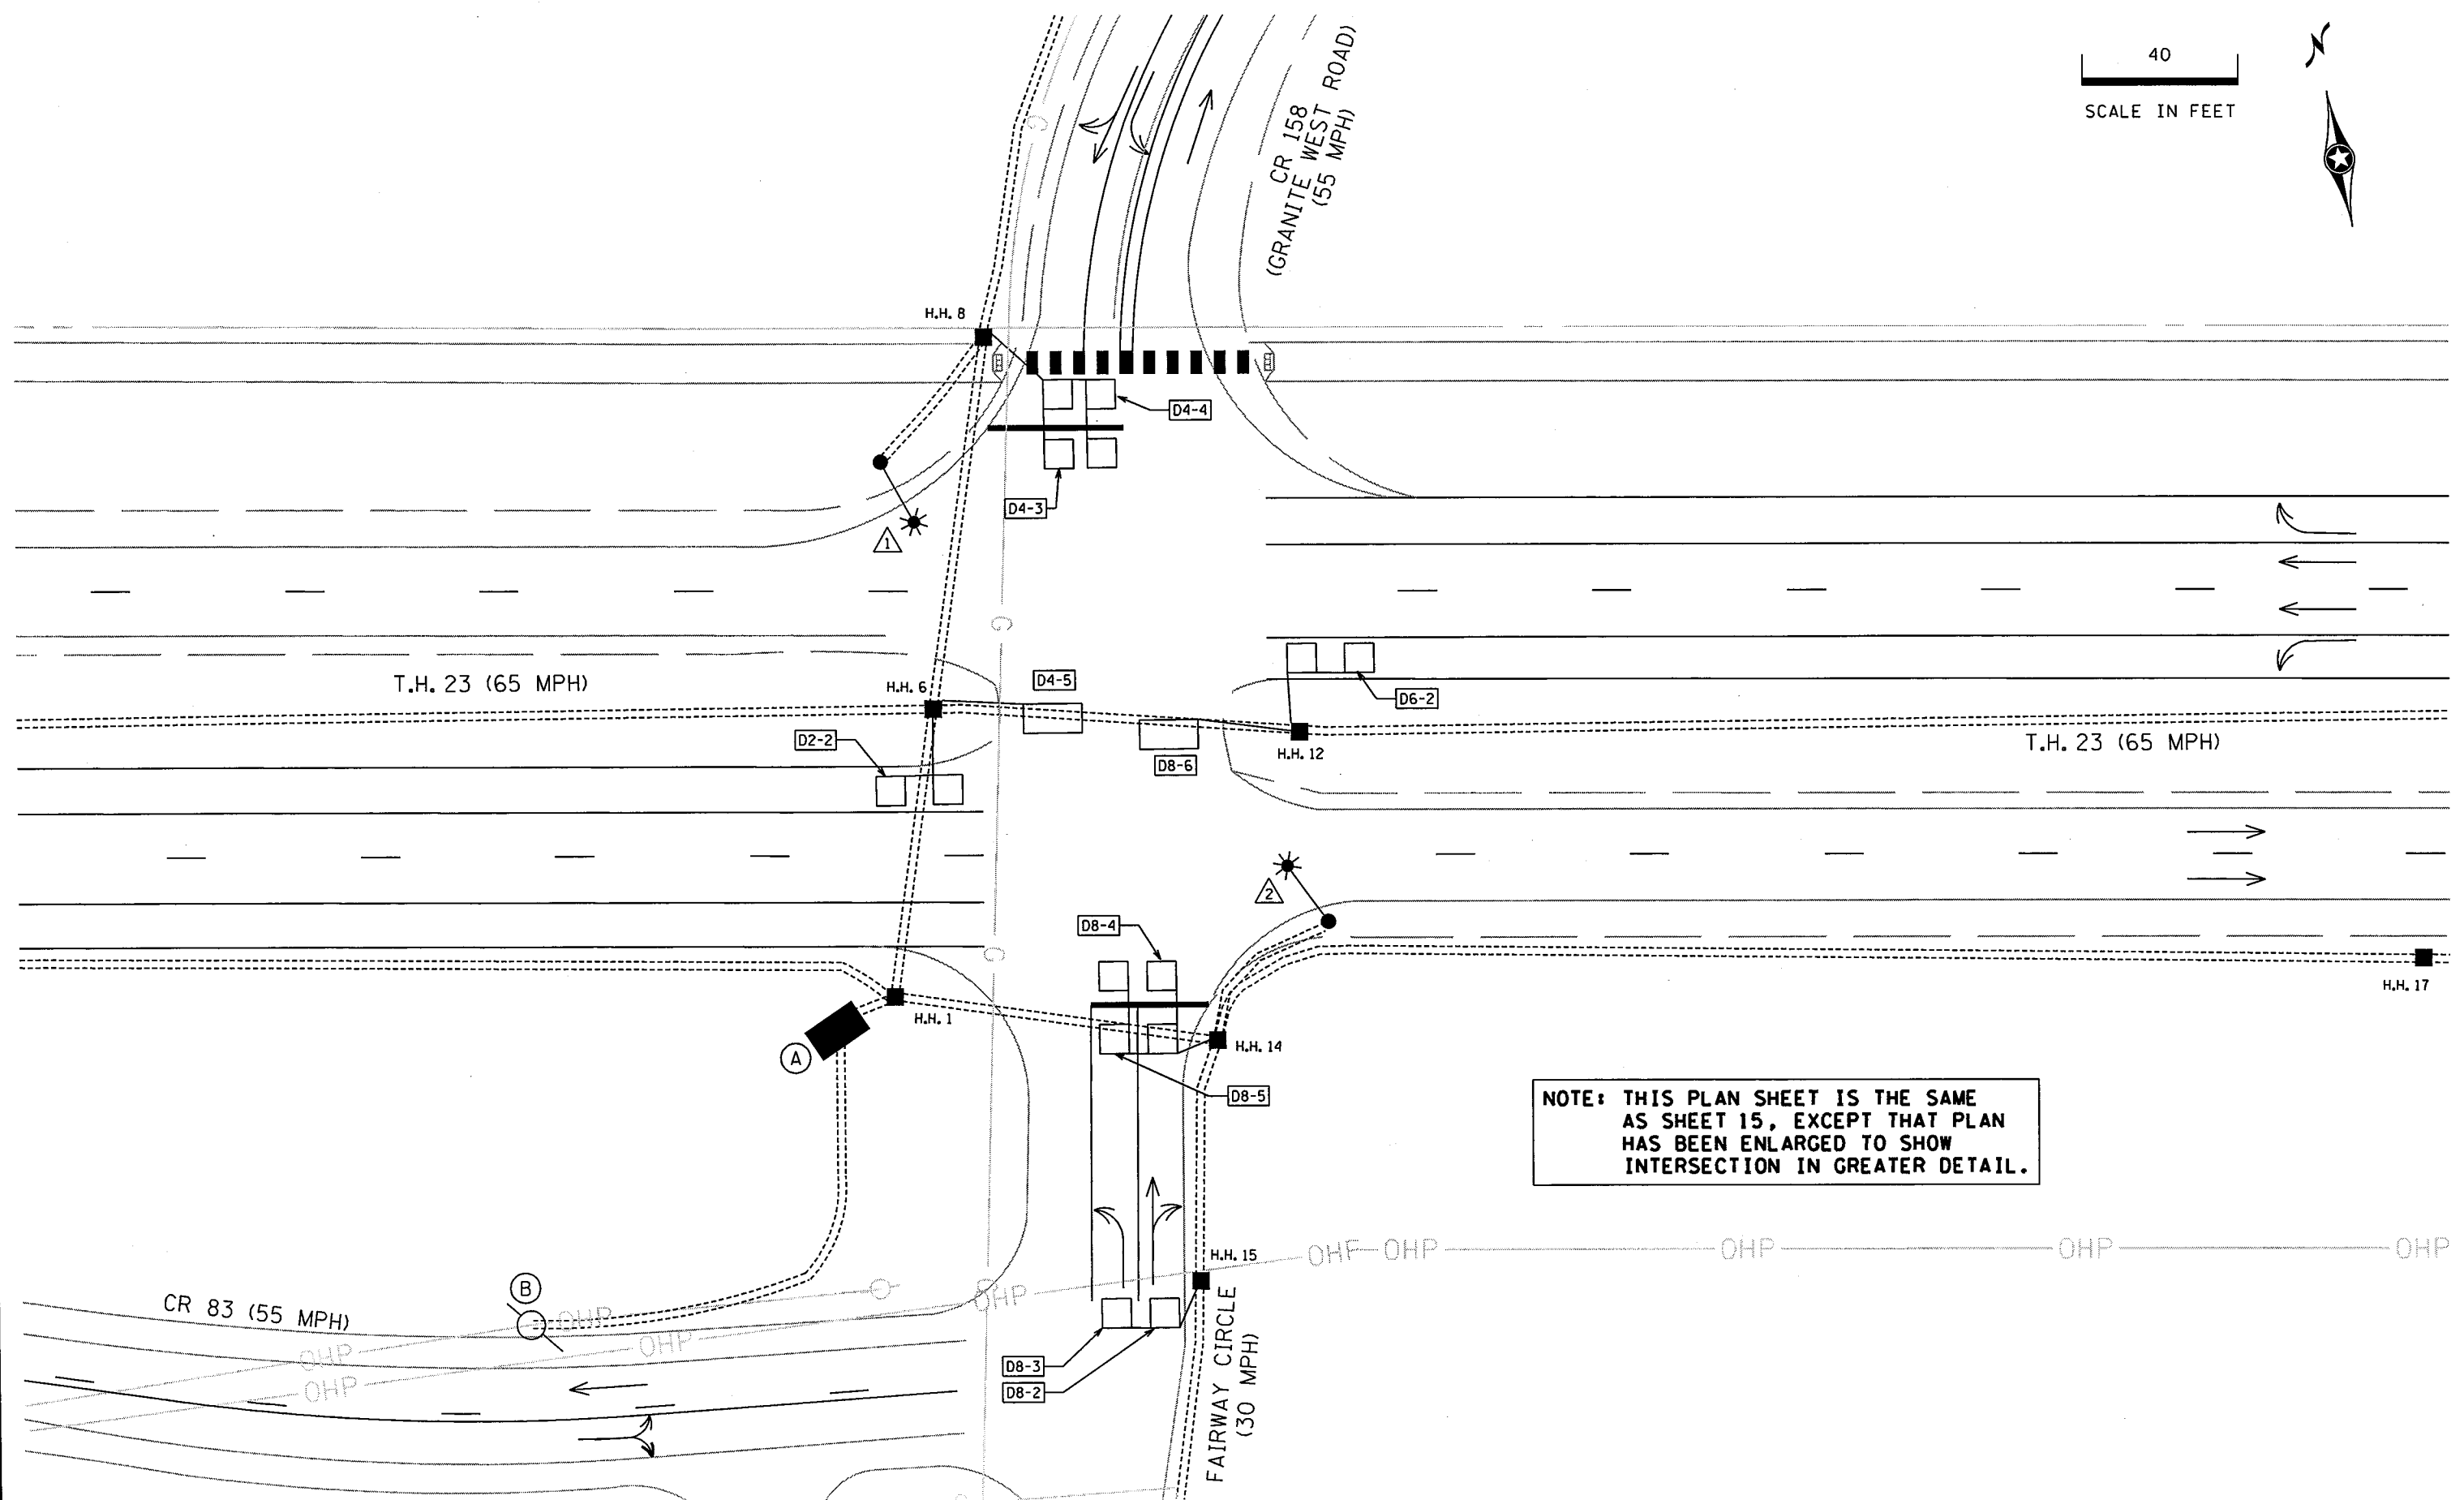 40
SCALE IN FEET
N
CR 158
(GRANITE WEST ROAD)
(55 MPH)
G
H.H. 8
D4-4
D4-3
1
G
T.H. 23 (65 MPH)
H.H. 6
D4-5
D6-2
D2-2
D8-6
H.H. 12
T.H. 23 (65 MPH)
2
D8-4
G
H.H. 17
H.H. 1
A
H.H. 14
D8-5
NOTE: THIS PLAN SHEET IS THE SAME
AS SHEET 15, EXCEPT THAT PLAN
HAS BEEN ENLARGED TO SHOW
INTERSECTION IN GREATER DETAIL.
H.H. 15
OHP
OHP
OHP
OHP
OHP
B
CR 83 (55 MPH)
OHP
OHP
OHP
OHP
OHP
D8-3
D8-2
FAIRWAY CIRCLE
(30 MPH)